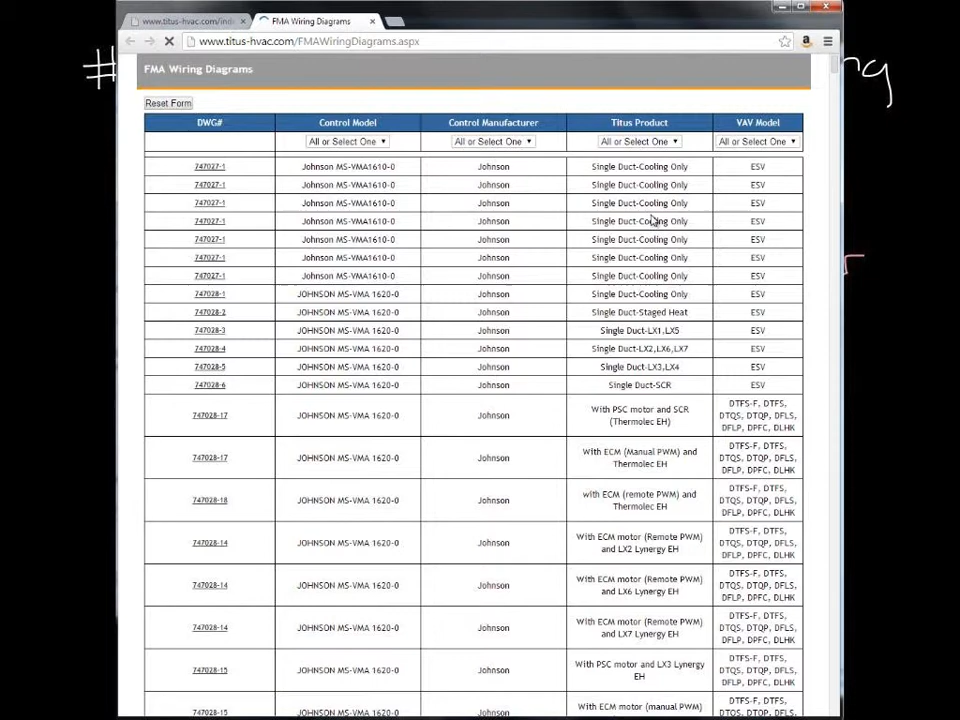 www.titus-hvac.com/ind
FMA Wiring Diagrams
www.titus-hvac.com/FMAWiringDiagrams.aspx
#
ng
FMA Wiring Diagrams
Reset Form
DWG# Control Model Control Manufacturer Titus Product VAV Model
All or Select One All or Select One All or Select One All or Select One
747027-1 Johnson MS-VMA1610-0 Johnson Single Duct-Cooling Only ESV
747027-1 Johnson MS-VMA1610-0 Johnson Single Duct-Cooling Only ESV
747027-1 Johnson MS-VMA1610-0 Johnson Single Duct-Cooling Only ESV
747027-1 Johnson MS-VMA1610-0 Johnson Single Duct-Cooling Only ESV
747027-1 Johnson MS-VMA1610-0 Johnson Single Duct-Cooling Only ESV
747027-1 Johnson MS-VMA1610-0 Johnson Single Duct-Cooling Only ESV
747027-1 Johnson MS-VMA1610-0 Johnson Single Duct-Cooling Only ESV
747028-1 JOHNSON MS-VMA 1620-0 Johnson Single Duct-Cooling Only ESV
747028-2 JOHNSON MS-VMA 1620-0 Johnson Single Duct-Staged Heat ESV
747028-3 JOHNSON MS-VMA 1620-0 Johnson Single Duct-LX1,LX5 ESV
747028-4 JOHNSON MS-VMA 1620-0 Johnson Single Duct-LX2,LX6,LX7 ESV
747028-5 JOHNSON MS-VMA 1620-0 Johnson Single Duct-LX3,LX4 ESV
747028-6 JOHNSON MS-VMA 1620-0 Johnson Single Duct-SCR ESV
747028-17 JOHNSON MS-VMA 1620-0 Johnson With PSC motor and SCR (Thermolec EH) DTFS-F, DTFS, DTQS, DTQP, DFLS, DFLP, DPFC, DLHK
747028-17 JOHNSON MS-VMA 1620-0 Johnson With ECM (Manual PWM) and Thermolec EH DTFS-F, DTFS, DTQS, DTQP, DFLS, DFLP, DPFC, DLHK
747028-18 JOHNSON MS-VMA 1620-0 Johnson with ECM (remote PWM) and Thermolec EH DTFS-F, DTFS, DTQS, DTQP, DFLS, DFLP, DPFC, DLHK
747028-14 JOHNSON MS-VMA 1620-0 Johnson With ECM motor (Remote PWM) and LX2 Lynergy EH DTFS-F, DTFS, DTQS, DTQP, DFLS, DFLP, DPFC, DLHK
747028-14 JOHNSON MS-VMA 1620-0 Johnson With ECM motor (Remote PWM) and LX6 Lynergy EH DTFS-F, DTFS, DTQS, DTQP, DFLS, DFLP, DPFC, DLHK
747028-14 JOHNSON MS-VMA 1620-0 Johnson With ECM motor (Remote PWM) and LX7 Lynergy EH DTFS-F, DTFS, DTQS, DTQP, DFLS, DFLP, DPFC, DLHK
747028-15 JOHNSON MS-VMA 1620-0 Johnson With PSC motor and LX3 Lynergy EH DTFS-F, DTFS, DTQS, DTQP, DFLS, DFLP, DPFC, DLHK
747028-15 JOHNSON MS-VMA 1620-0 Johnson With ECM motor (manual PWM) DTFS-F, DTFS, DTQS, DTQP, DFLS,